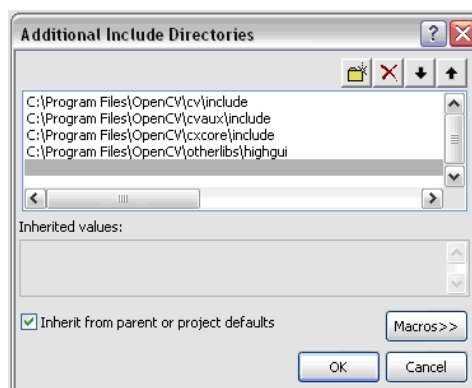 Additional Include Directories
C:\Program Files\OpenCV\cv\include
C:\Program Files\OpenCV\cvaux\include
C:\Program Files\OpenCV\cxcore\include
C:\Program Files\OpenCV\otherlibs\highgui
Inherited values:
Inherit from parent or project defaults
Macros>>
OK
Cancel